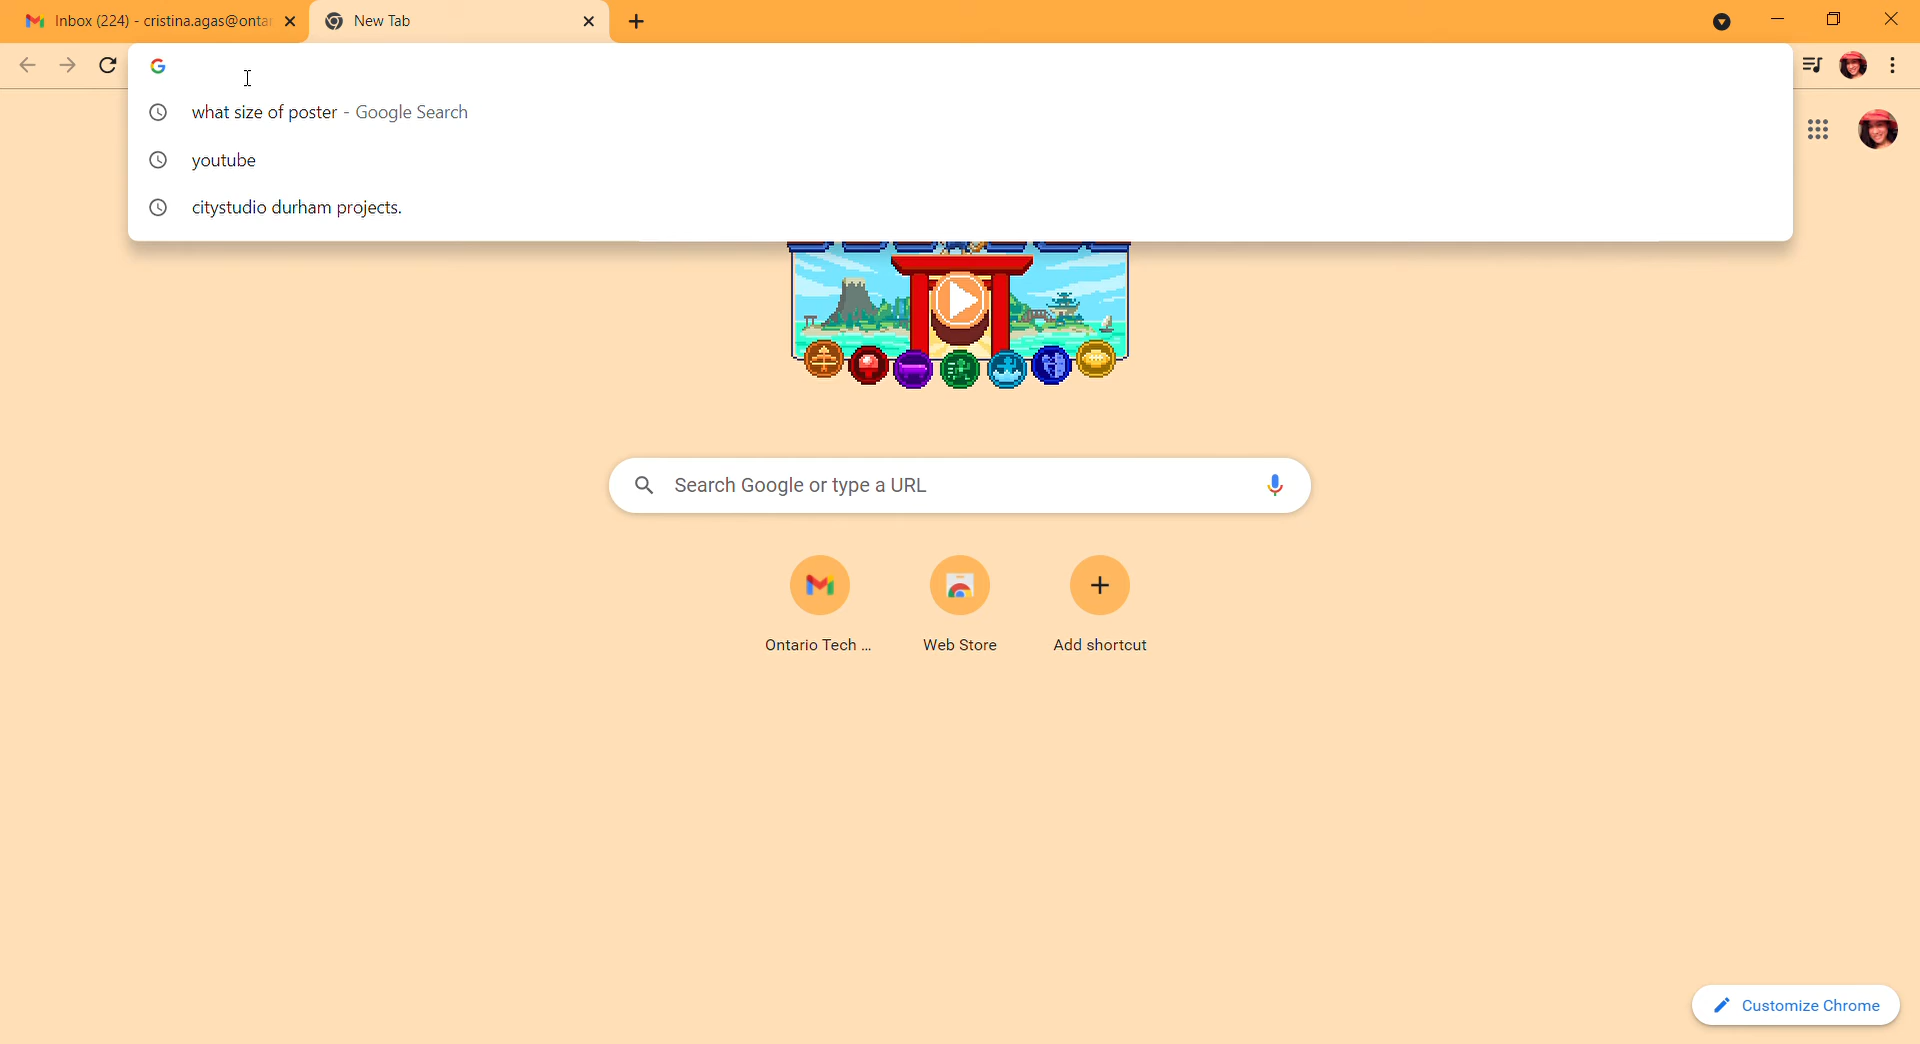 Inbox (224) - cristina.agas@onta
New Tab
what size of poster - Google Search
youtube
citystudio durham projects.
Search Google or type a URL
Ontario Tech ...
Web Store
Add shortcut
Customize Chrome